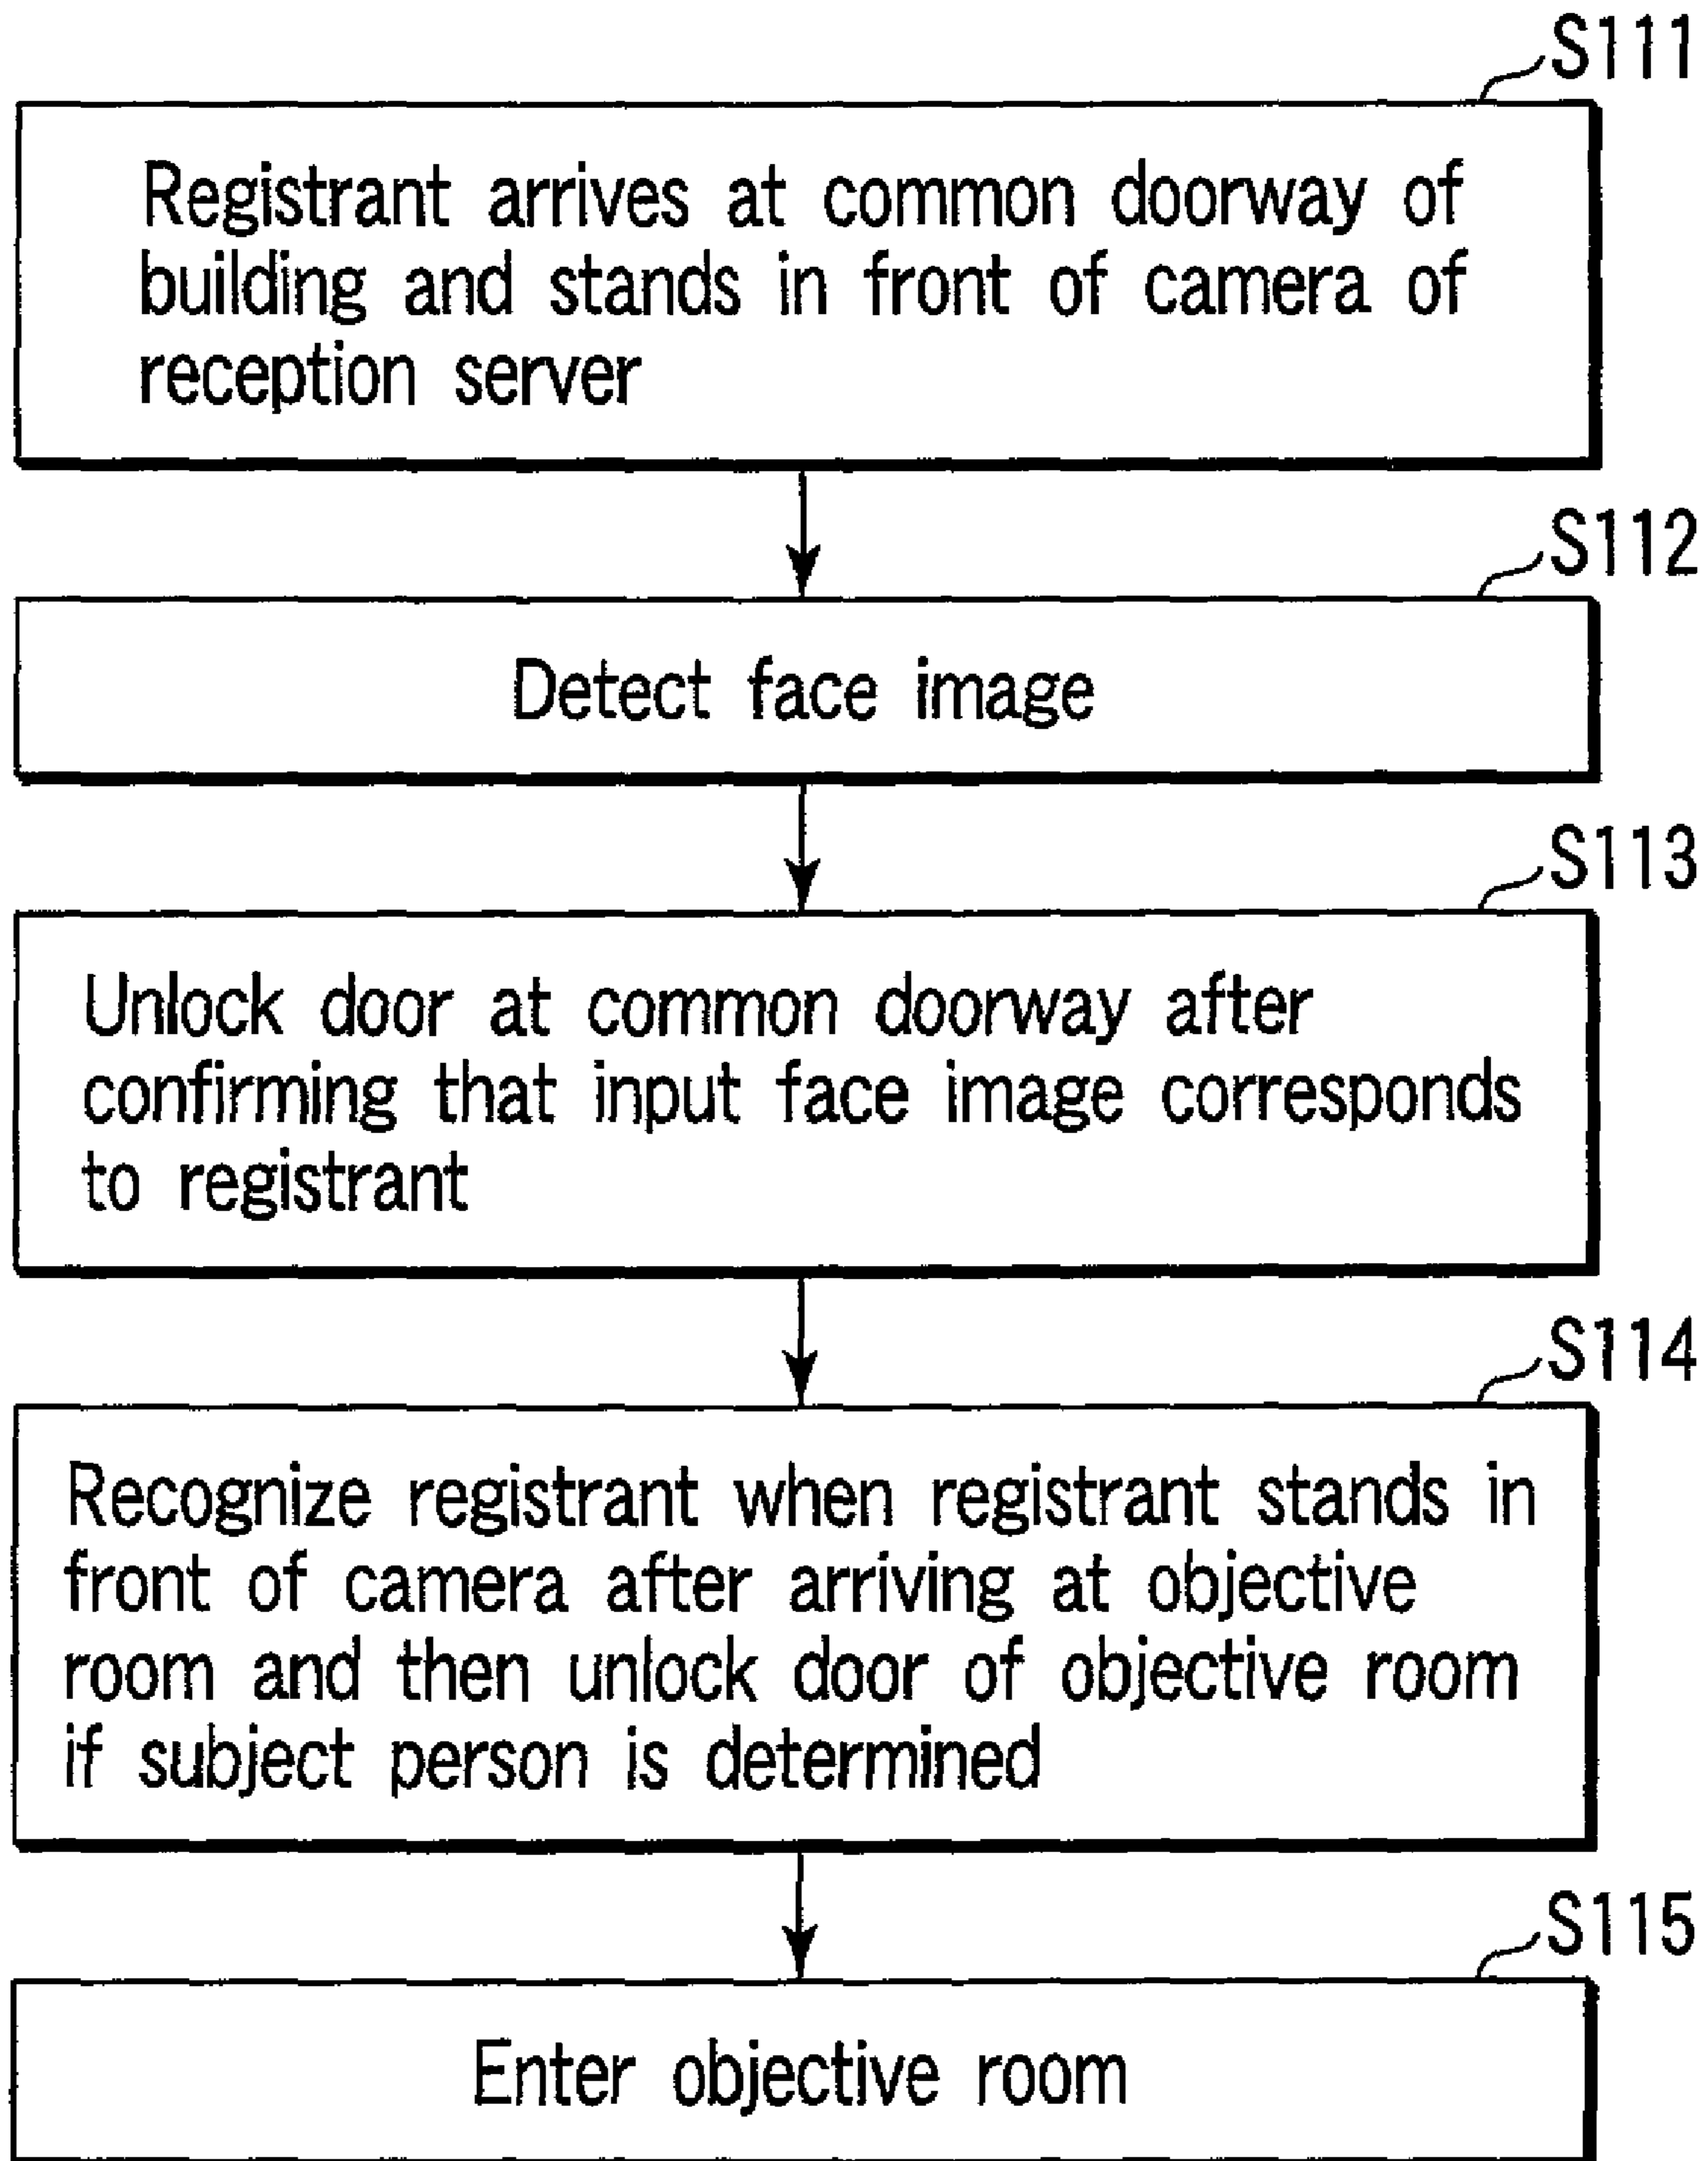 S111
Registrant arrives at common doorway of
building and stands in front of camera of
reception server
S112
Detect face image
S113
Unlock door at common doorway after
confirming that input face image corresponds
to registrant
S114
Recognize registrant when registrant stands in
front of camera after arriving at objective
room and then unlock door of objective room
if subject person is determined
S115
Enter objective room